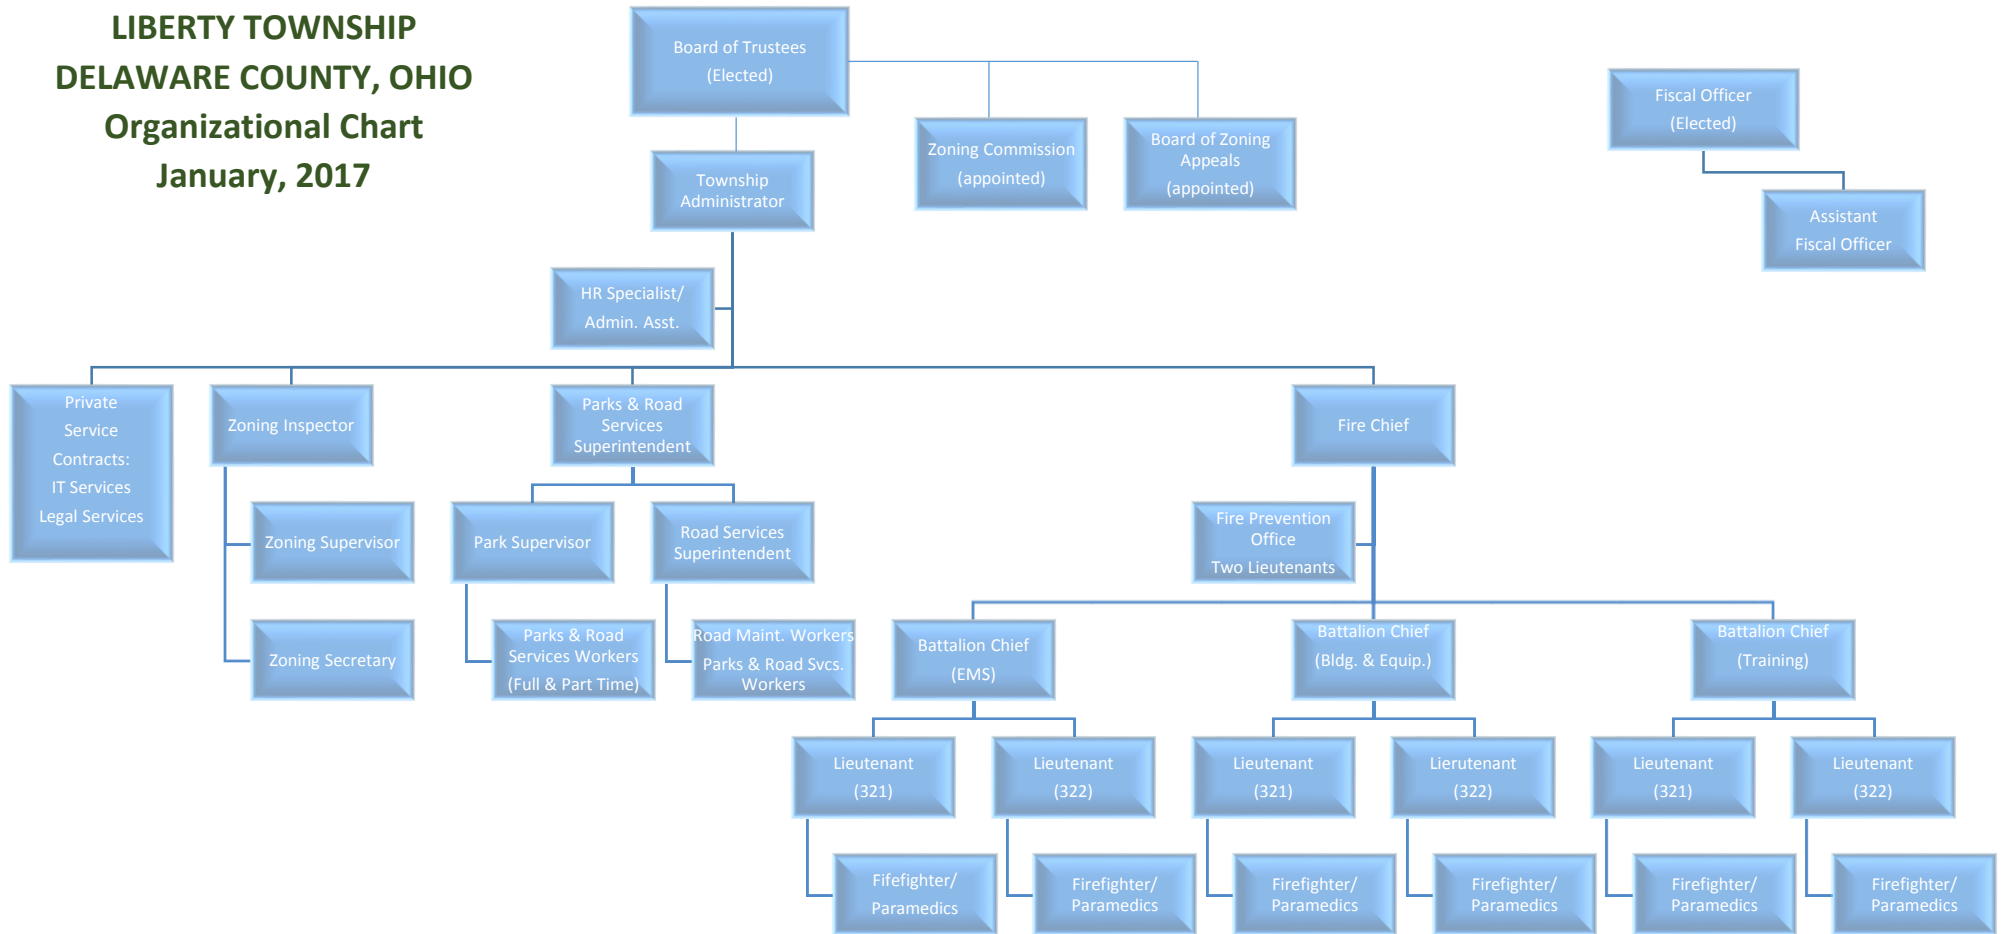 LIBERTY TOWNSHIP
DELAWARE COUNTY, OHIO
Organizational Chart
January, 2017
Board of Trustees
(Elected)
Fiscal Officer
(Elected)
Zoning Commission
(appointed)
Board of Zoning
Appeals
(appointed)
Township
Administrator
Assistant
Fiscal Officer
HR Specialist/
Admin. Asst.
Private
Service
Contracts:
IT Services
Legal Services
Zoning Inspector
Parks & Road
Services
Superintendent
Fire Chief
Zoning Supervisor
Park Supervisor
Road Services
Superintendent
Fire Prevention
Office
Two Lieutenants
Zoning Secretary
Parks & Road
Services Workers
(Full & Part Time)
Road Maint. Workers
Parks & Road Svcs.
Workers
Battalion Chief
(EMS)
Battalion Chief
(Bldg. & Equip.)
Battalion Chief
(Training)
Lieutenant
(321)
Lieutenant
(322)
Lieutenant
(321)
Lierutenant
(322)
Lieutenant
(321)
Lieutenant
(322)
Fifefighter/
Paramedics
Firefighter/
Paramedics
Firefighter/
Paramedics
Firefighter/
Paramedics
Firefighter/
Paramedics
Firefighter/
Paramedics